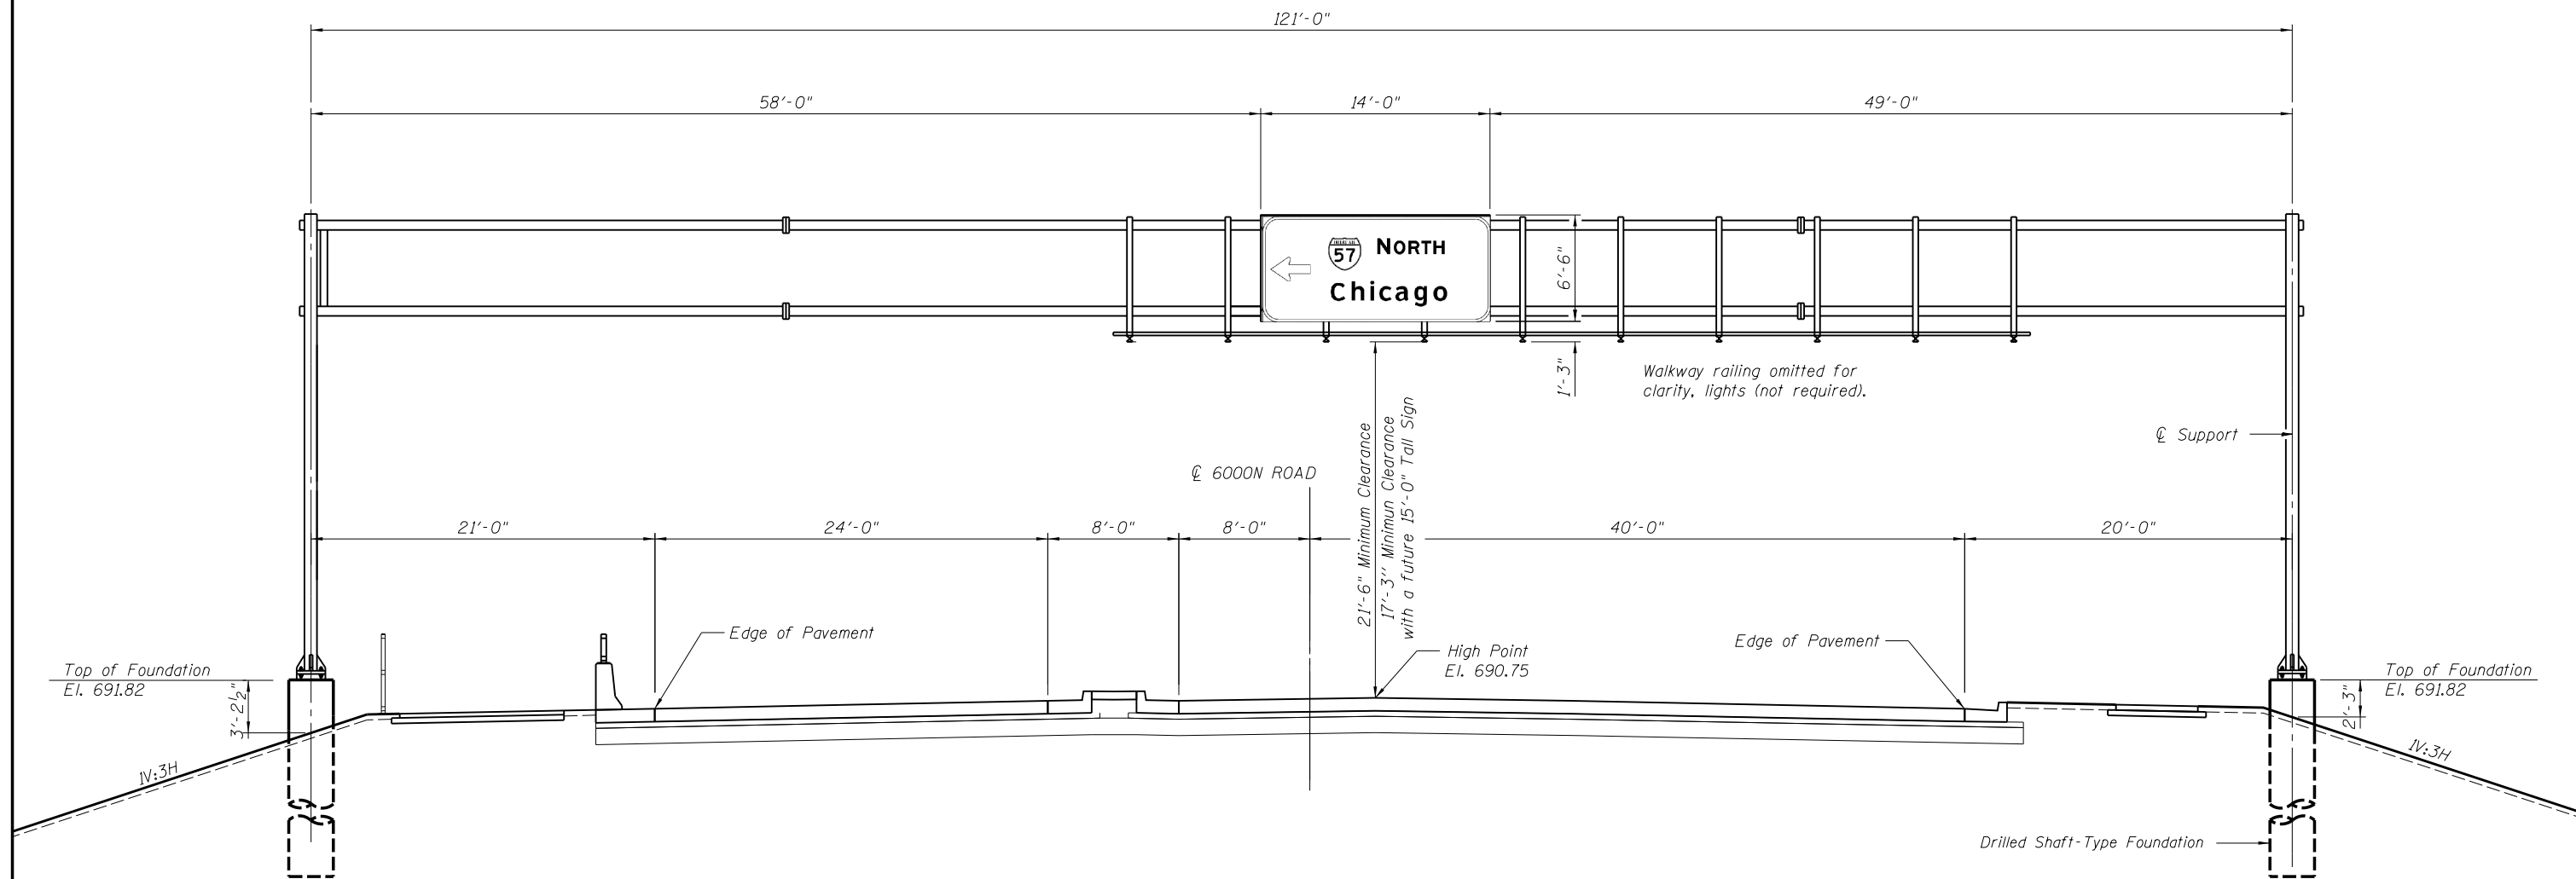 121'-0"
58'-0"
14'-0"
49'-0"
INTERSTATE
57 NORTH
Chicago
6'-6"
1'-3"
Walkway railing omitted for
clarity, lights (not required).
℄ Support
℄ 6000N ROAD
21'-6" Minimum Clearance
17'-3'' Minimun Clearance
with a future 15'-0" Tall Sign
21'-0"
24'-0"
8'-0"
8'-0"
40'-0"
20'-0"
Edge of Pavement
High Point
El. 690.75
Edge of Pavement
Top of Foundation
El. 691.82
3'-2½"
Top of Foundation
El. 691.82
2'-3"
1V:3H
1V:3H
Drilled Shaft-Type Foundation